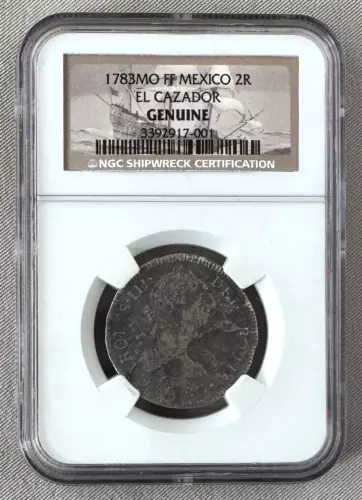 1783MO FF MEXICO 2R
EL CAZADOR
GENUINE
3392917-001
NGC SHIPWRECK CERTIFICATION